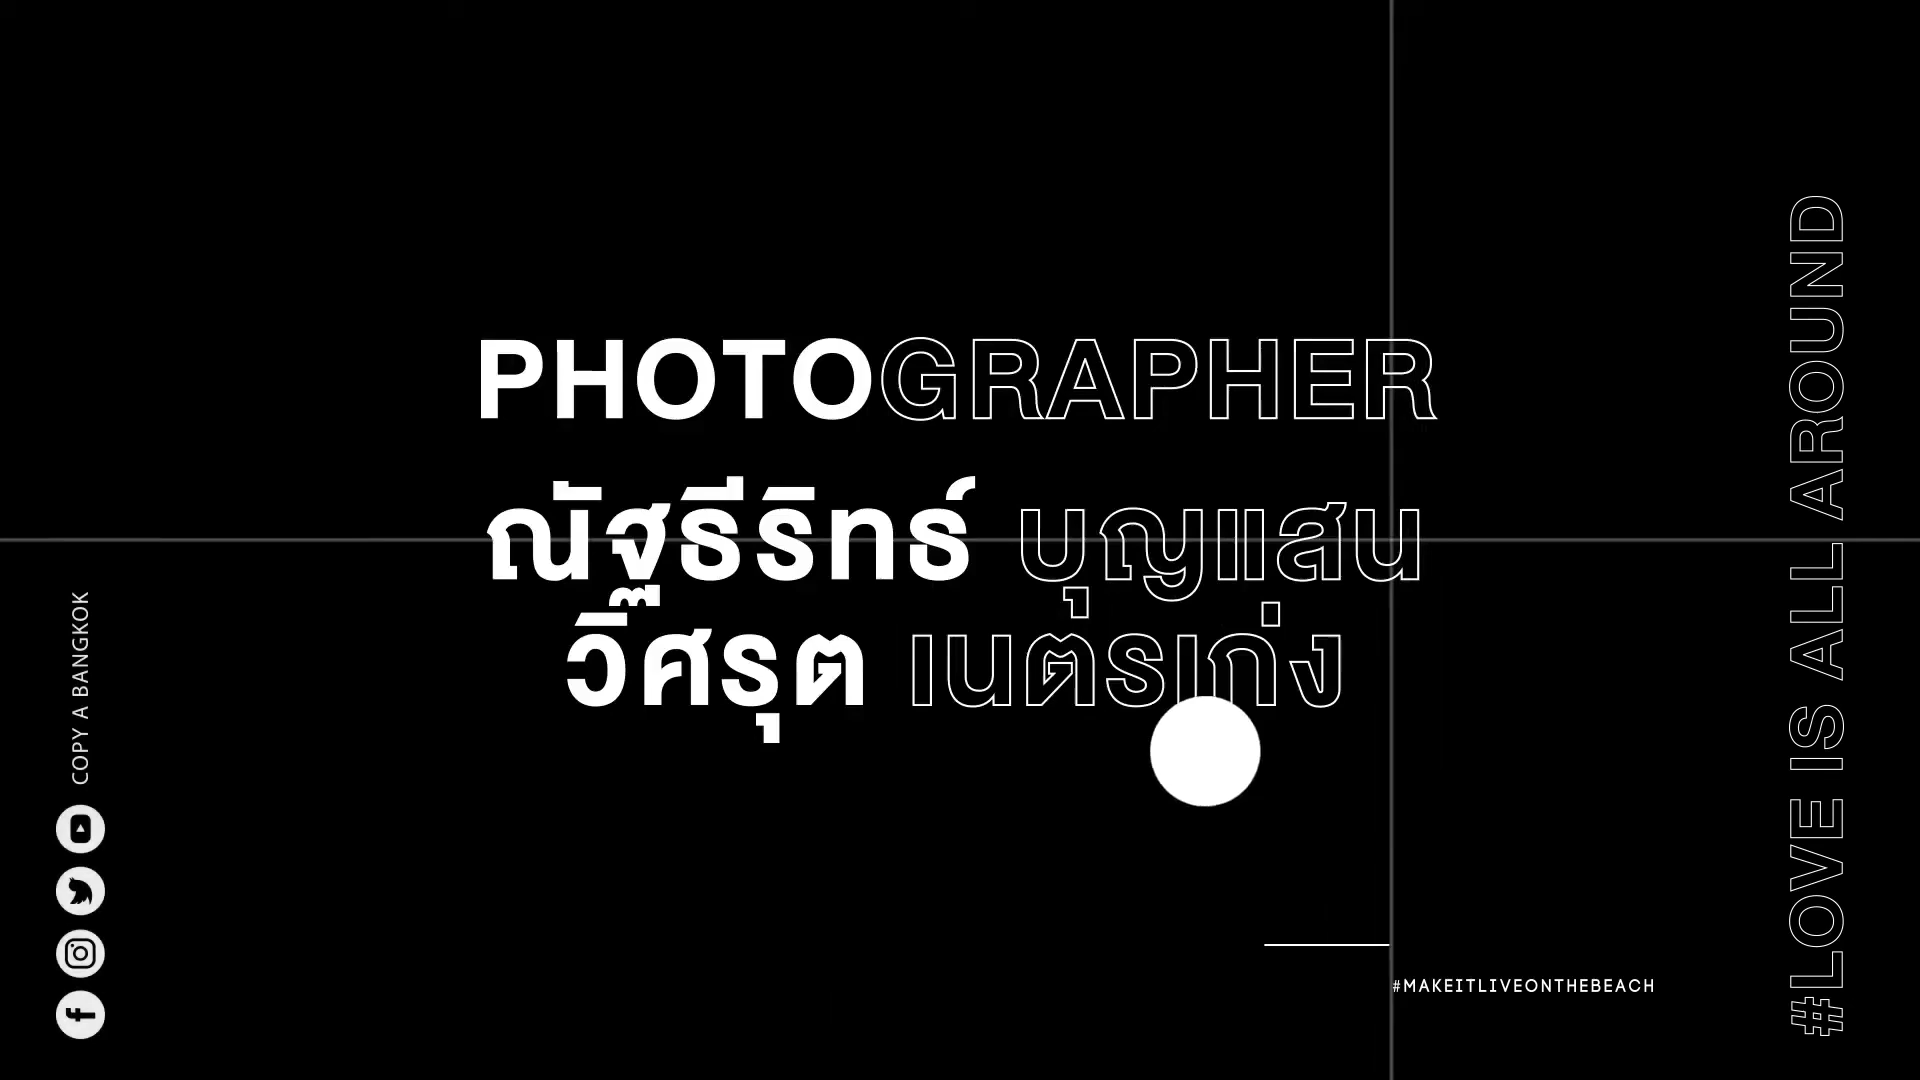 PHOTOGRAPHER
ณัฐธีริทธ์ บุญแสน
วิศรุต เนตรเก่ง
COPY A BANGKOK
#MAKEITLIVEONTHEBEACH
#LOVE IS ALL AROUND